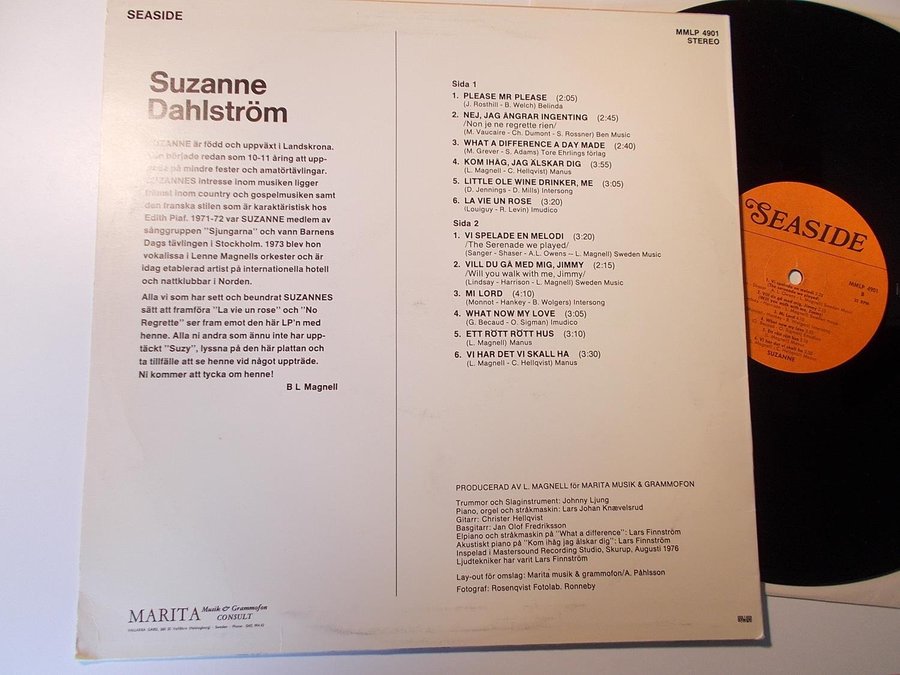 SEASIDE
MMLP 4901
STEREO
Suzanne
Dahlström
SUZANNE är född och uppväxt i Landskrona.
började redan som 10-11 åring att upp-
på mindre fester och amatörtävlingar.
SUZANNES intresse inom musiken ligger
främst inom country och gospelmusiken samt
den franska stilen som är karaktäristisk hos
Edith Piaf. 1971-72 var SUZANNE medlem av
sånggruppen "Sjungarna" och vann Barnens
Dags tävlingen i Stockholm. 1973 blev hon
vokalissa i Lenne Magnells orkester och är
idag etablerad artist på internationella hotell
och nattklubbar i Norden.
Alla vi som har sett och beundrat SUZANNES
sätt att framföra "La vie un rose" och "No
Regrette" ser fram emot den här LP'n med
henne. Alla ni andra som ännu inte har upp-
täckt "Suzy", lyssna på den här plattan och
ta tillfälle att se henne vid något uppträde.
Ni kommer att tycka om henne!
B L Magnell
Sida 1
1. PLEASE MR PLEASE (2:05)
(J. Rosthill - B. Welch) Belinda
2. NEJ, JAG ÅNGRAR INGENTING (2:45)
/Non je ne regrette rien/
(M. Vaucaire - Ch. Dumont - S. Rossner) Ben Music
3. WHAT A DIFFERENCE A DAY MADE (2:40)
(M. Grever - S. Adams) Tore Ehrlings förlag
4. KOM IHÅG, JAG ÄLSKAR DIG (3:55)
(L. Magnell - C. Hellqvist) Manus
5. LITTLE OLE WINE DRINKER, ME (3:05)
(D. Jennings - D. Mills) Intersong
6. LA VIE UN ROSE (3:20)
(Louiguy - R. Levin) Imudico
Sida 2
1. VI SPELADE EN MELODI (3:20)
/The Serenade we played/
(Sanger - Shaser - A.L. Owens -- L. Magnell) Sweden Music
2. VILL DU GÅ MED MIG, JIMMY (2:15)
/Will you walk with me, Jimmy/
(Lindsay - Harrison - L. Magnell) Sweden Music
3. MI LORD (4:10)
(Monnot - Hankey - B. Wolgers) Intersong
4. WHAT NOW MY LOVE (3:05)
(G. Becaud - O. Sigman) Imudico
5. ETT RÖTT RÖTT HUS (3:10)
(L. Magnell) Manus
6. VI HAR DET VI SKALL HA (3:30)
(L. Magnell - C. Hellqvist) Manus
PRODUCERAD AV L. MAGNELL för MARITA MUSIK & GRAMMOFON
Trummor och Slaginstrument: Johnny Ljung
Piano, orgel och stråkmaskin: Lars Johan Knævelsrud
Gitarr: Christer Hellqvist
Basgitarr: Jan Olof Fredriksson
Elpiano och stråkmaskin på "What a difference": Lars Finnström
Akustiskt piano på "Kom ihåg jag älskar dig": Lars Finnström
Inspelad i Mastersound Recording Studio, Skurup, Augusti 1976
Ljudtekniker har varit Lars Finnström
Lay-out för omslag: Marita musik & grammofon/A. Påhlsson
Fotograf: Rosenqvist Fotolab. Ronneby
MARITA Musik & Grammofon
CONSULT
SEASIDE
MMLP 4901
B
SUZANNE